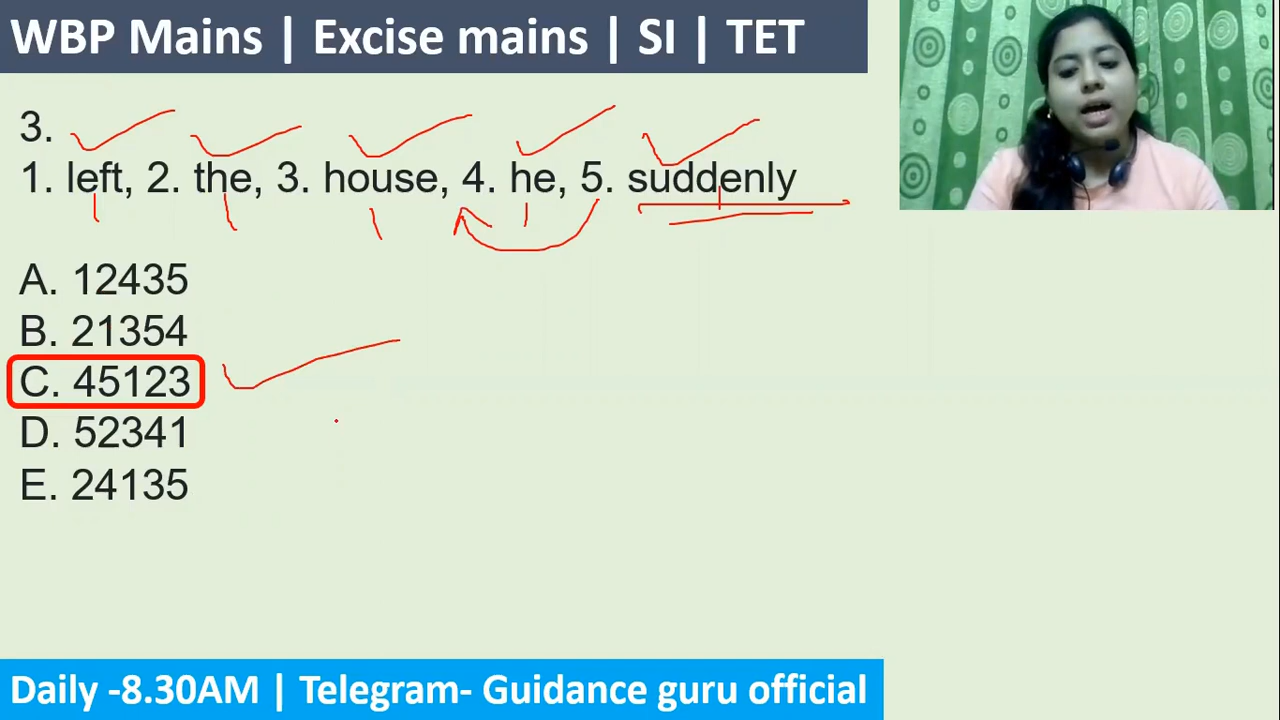 WBP Mains | Excise mains | SI | TET
3.
1. left, 2. the, 3. house, 4. he, 5. suddenly
A. 12435
B. 21354
C. 45123
D. 52341
E. 24135
Daily -8.30AM | Telegram- Guidance guru official